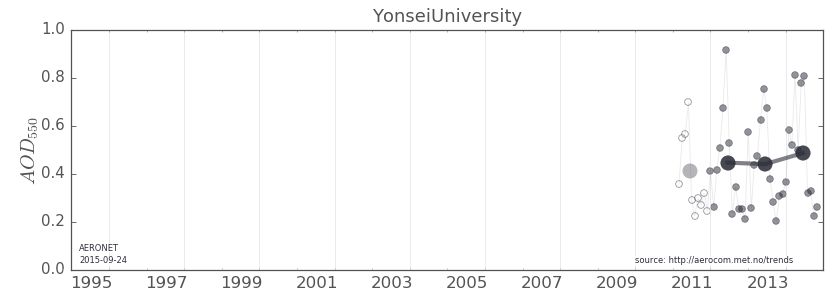 YonseiUniversity
1.0
0.8
0.6
0.4
0.2
0.0
AOD550
AERONET
2015-09-24
source: http://aerocom.met.no/trends
1995 1997 1999 2001 2003 2005 2007 2009 2011 2013